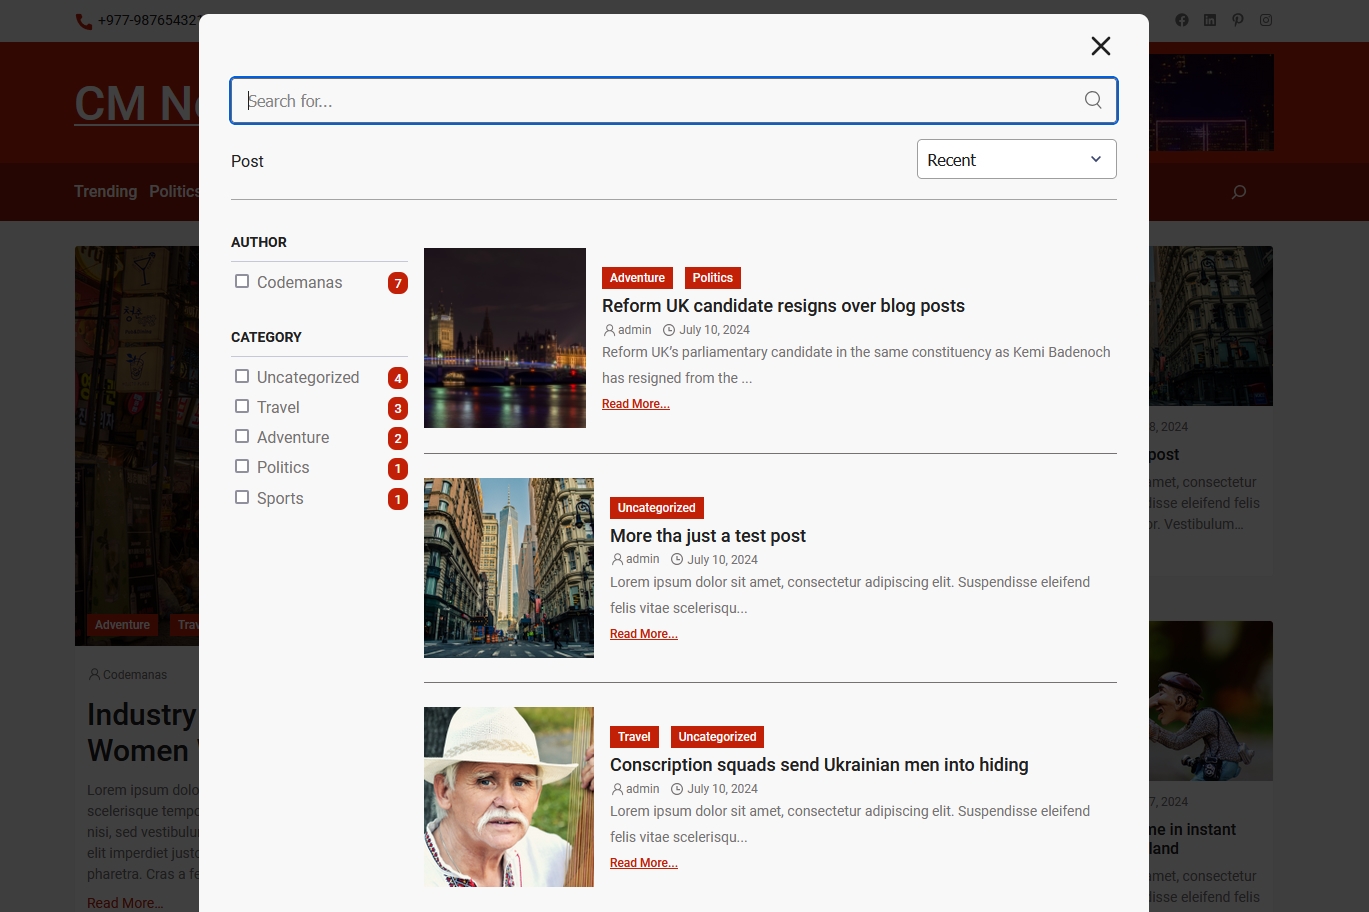 +977-987654321
CM Ne
Trending Politics
Search for...
Post
Recent
AUTHOR
Codemanas 7
CATEGORY
Uncategorized 4
Travel 3
Adventure 2
Politics 1
Sports 1
Adventure Politics
Reform UK candidate resigns over blog posts
admin July 10, 2024
Reform UK's parliamentary candidate in the same constituency as Kemi Badenoch
has resigned from the ...
Read More...
Uncategorized
More tha just a test post
admin July 10, 2024
Lorem ipsum dolor sit amet, consectetur adipiscing elit. Suspendisse eleifend
felis vitae scelerisqu...
Read More...
Travel Uncategorized
Conscription squads send Ukrainian men into hiding
admin July 10, 2024
Lorem ipsum dolor sit amet, consectetur adipiscing elit. Suspendisse eleifend
felis vitae scelerisqu...
Read More...
Adventure Trav
Codemanas
Industry
Women
Lorem ipsum dolo
scelerisque tempo
nisi, sed vestibulu
elit imperdiet justo
pharetra. Cras a fe
Read More...
8, 2024
post
amet, consectetur
disse eleifend felis
or. Vestibulum...
7, 2024
me in instant
land
amet, consectetur
disse eleifend felis